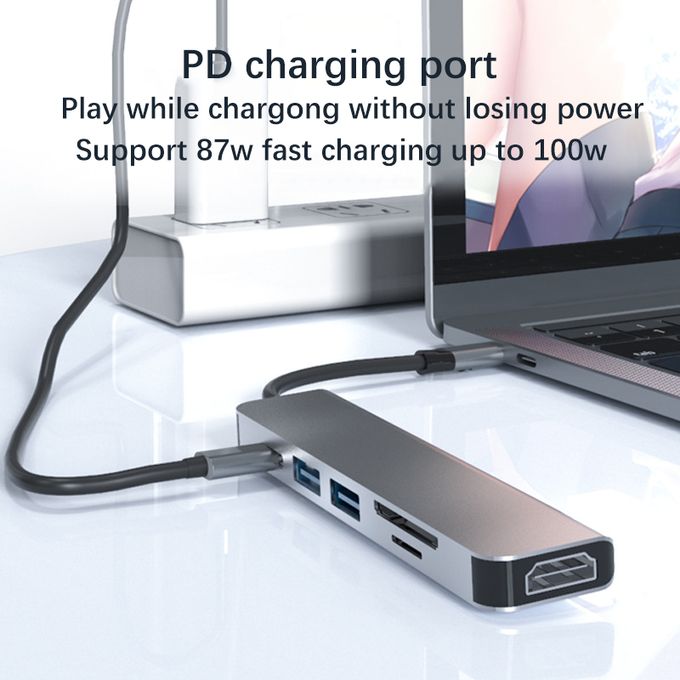 PD charging port
Play while chargong without losing power
Support 87w fast charging up to 100w